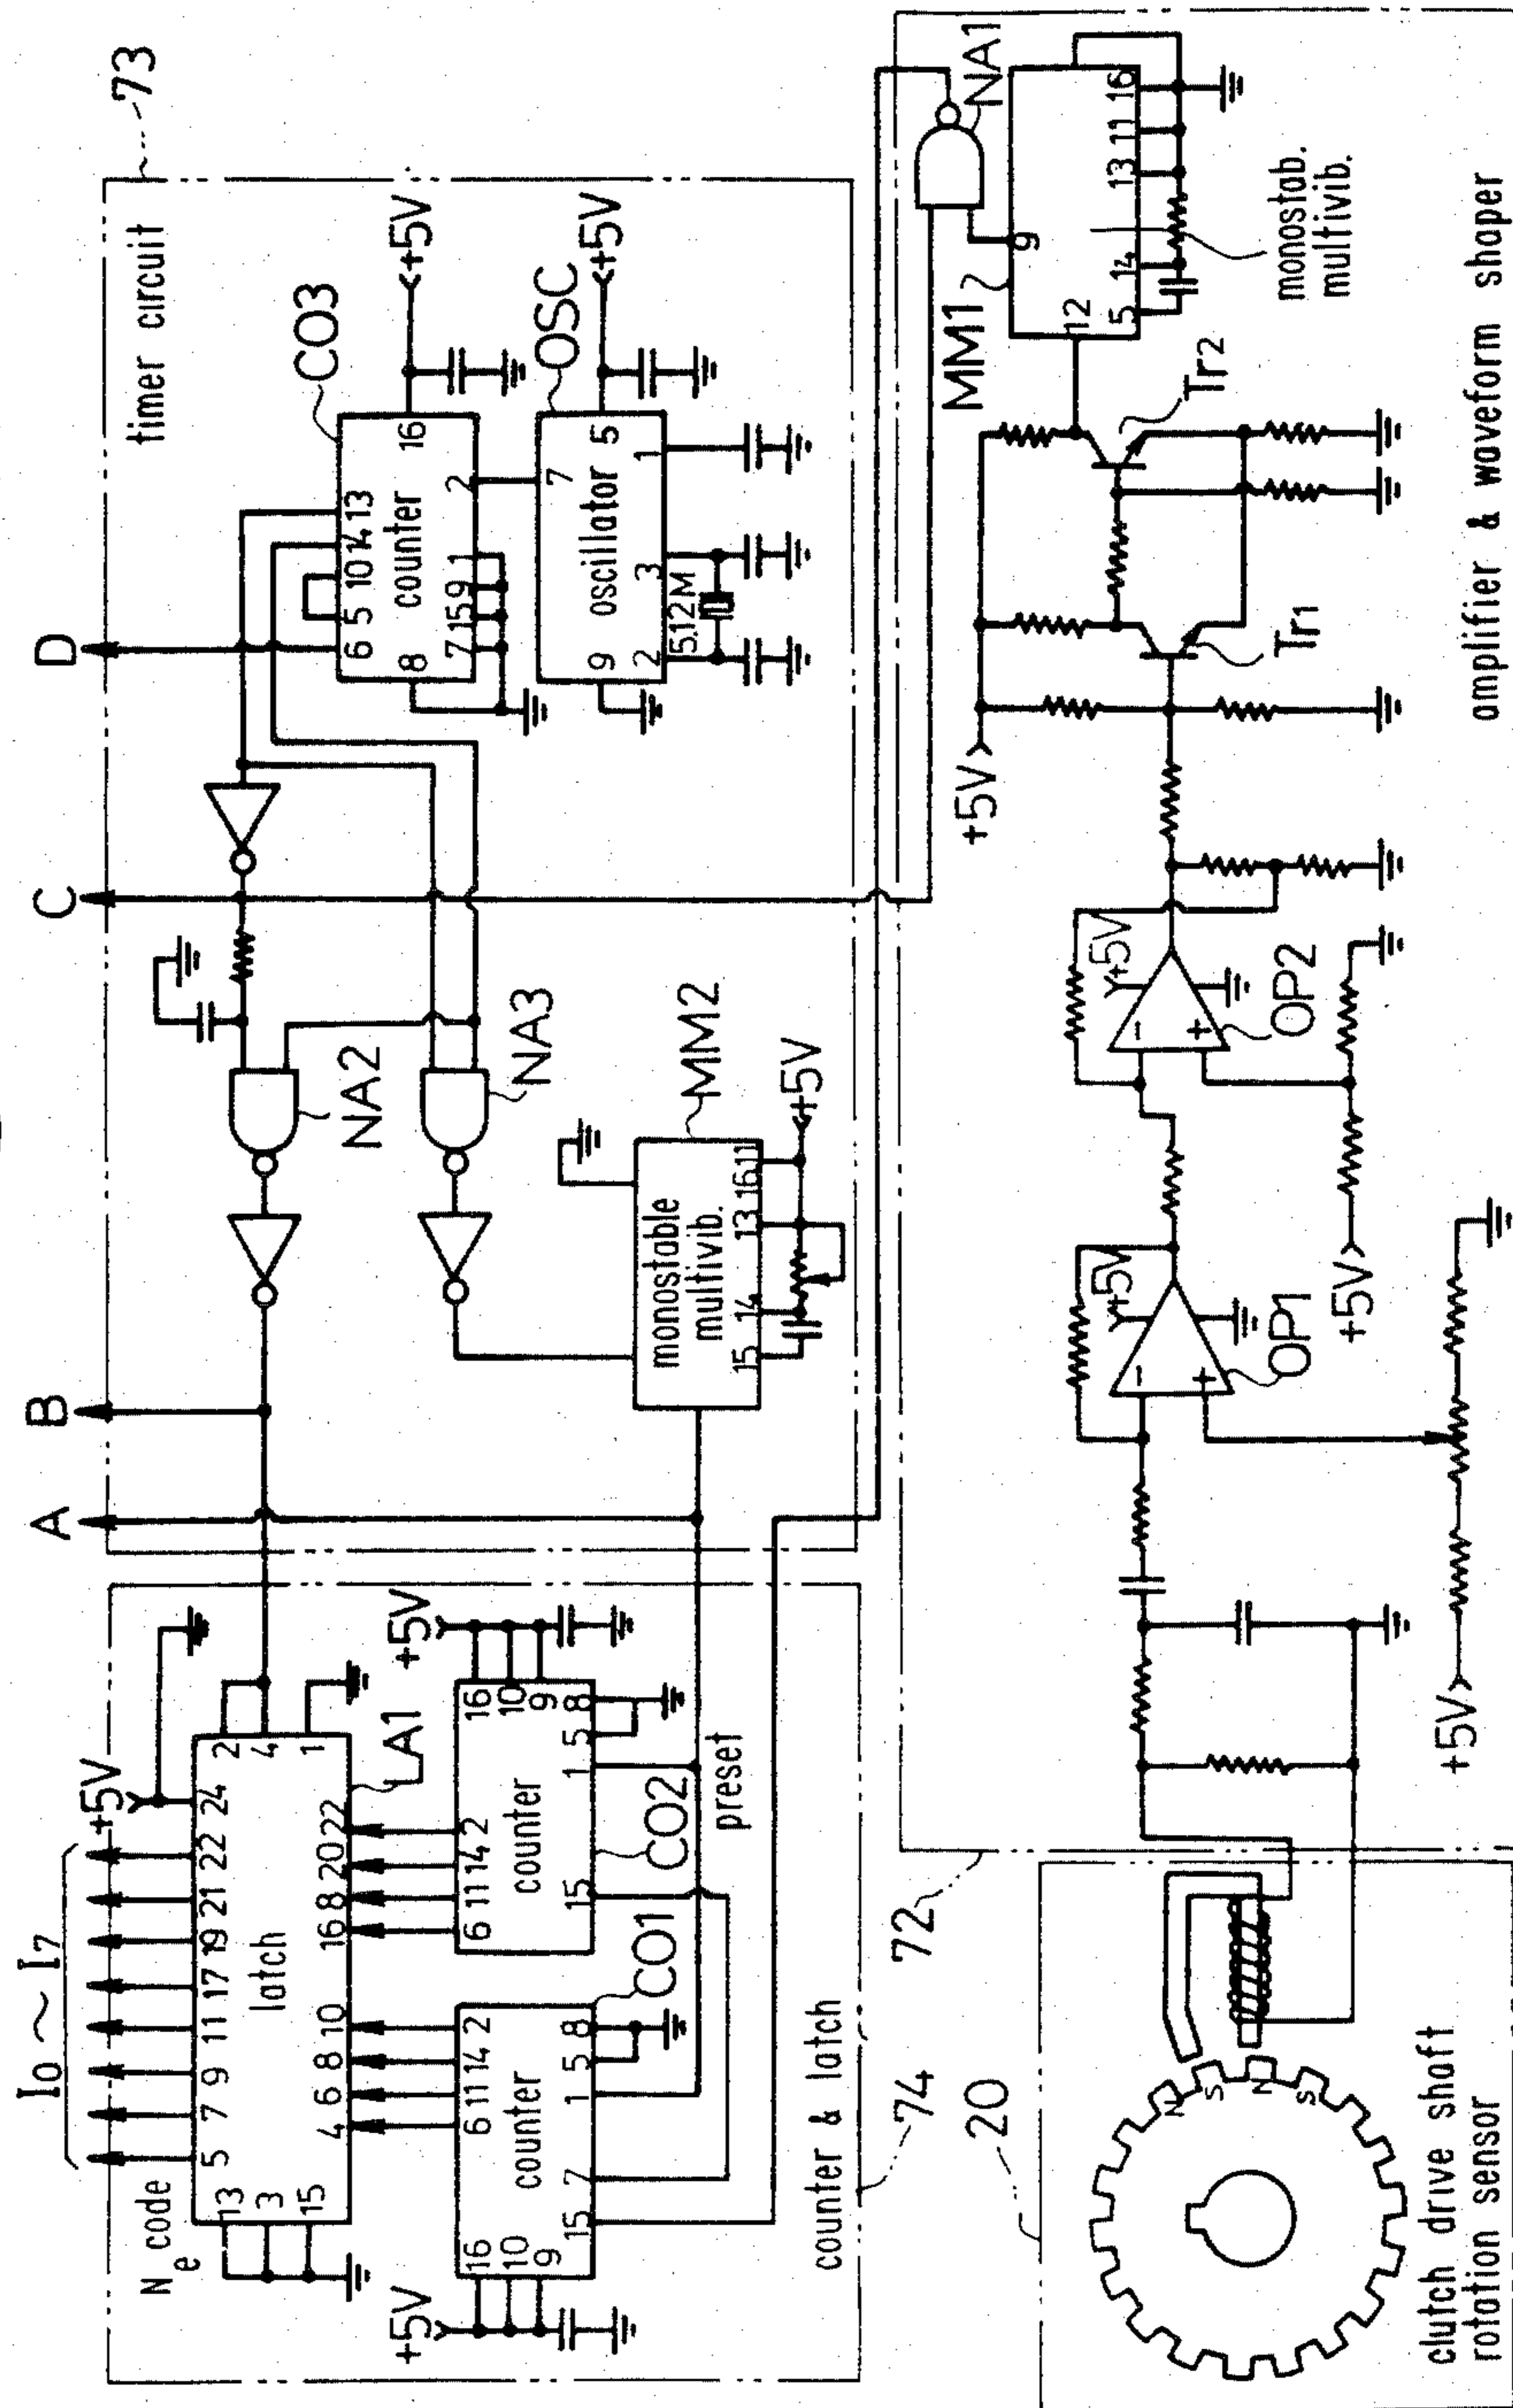 I0 ~ I7
A
B
C
D
73
timer circuit
Ne code
+5V
5 7 9 11 17 19 21 22 24
13
3
15
latch
2
4
1
4 6 8 10 16 8 20 22
LA1
+5V
16
10
9
6 11 14 2
counter
15 7 1 5 8
CO1
6 11 14 2
counter
15 1 5 8
CO2
16
10
9
+5V
preset
counter & latch
74
NA2
NA3
monostable
multivib.
15 14 13 16 11
MM2
+5V
6 5 10 14 13
counter
8
7 15 9 1 2
16
CO3
+5V
7
oscillator
9
5
2 3 1
5.12M
OSC
+5V
20
clutch drive shaft
rotation sensor
N
S
N
S
72
+5V
-
+
+5V
OP1
+5V
-
+
+5V
OP2
+5V
Tr1
Tr2
MM1
12
9
5 14 13 11 16
NA1
monostab.
multivib.
amplifier & waveform shaper